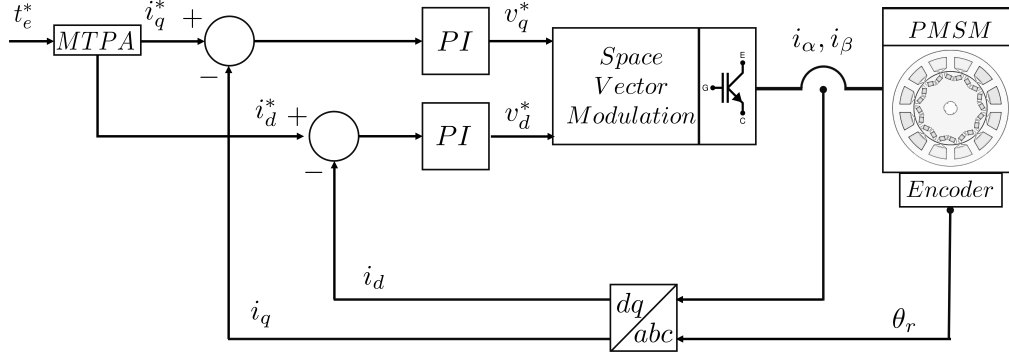 t_e^*
MTPA
i_q^* +
−
PI
v_q^*
Space
Vector
Modulation
E
G
C
i_α, i_β
PMSM
i_d^* +
−
PI
v_d^*
Encoder
i_d
i_q
dq
abc
θ_r